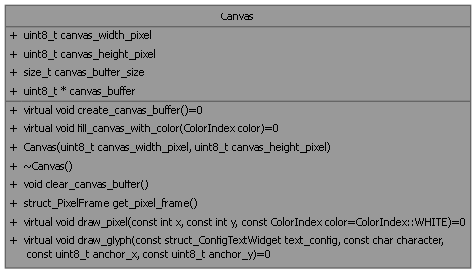 Canvas
+ uint8_t canvas_width_pixel
+ uint8_t canvas_height_pixel
+ size_t canvas_buffer_size
+ uint8_t * canvas_buffer
+ virtual void create_canvas_buffer()=0
+ virtual void fill_canvas_with_color(ColorIndex color)=0
+ Canvas(uint8_t canvas_width_pixel, uint8_t canvas_height_pixel)
+ ~Canvas()
+ void clear_canvas_buffer()
+ struct_PixelFrame get_pixel_frame()
+ virtual void draw_pixel(const int x, const int y, const ColorIndex color=ColorIndex::WHITE)=0
+ virtual void draw_glyph(const struct_ConfigTextWidget text_config, const char character,
const uint8_t anchor_x, const uint8_t anchor_y)=0